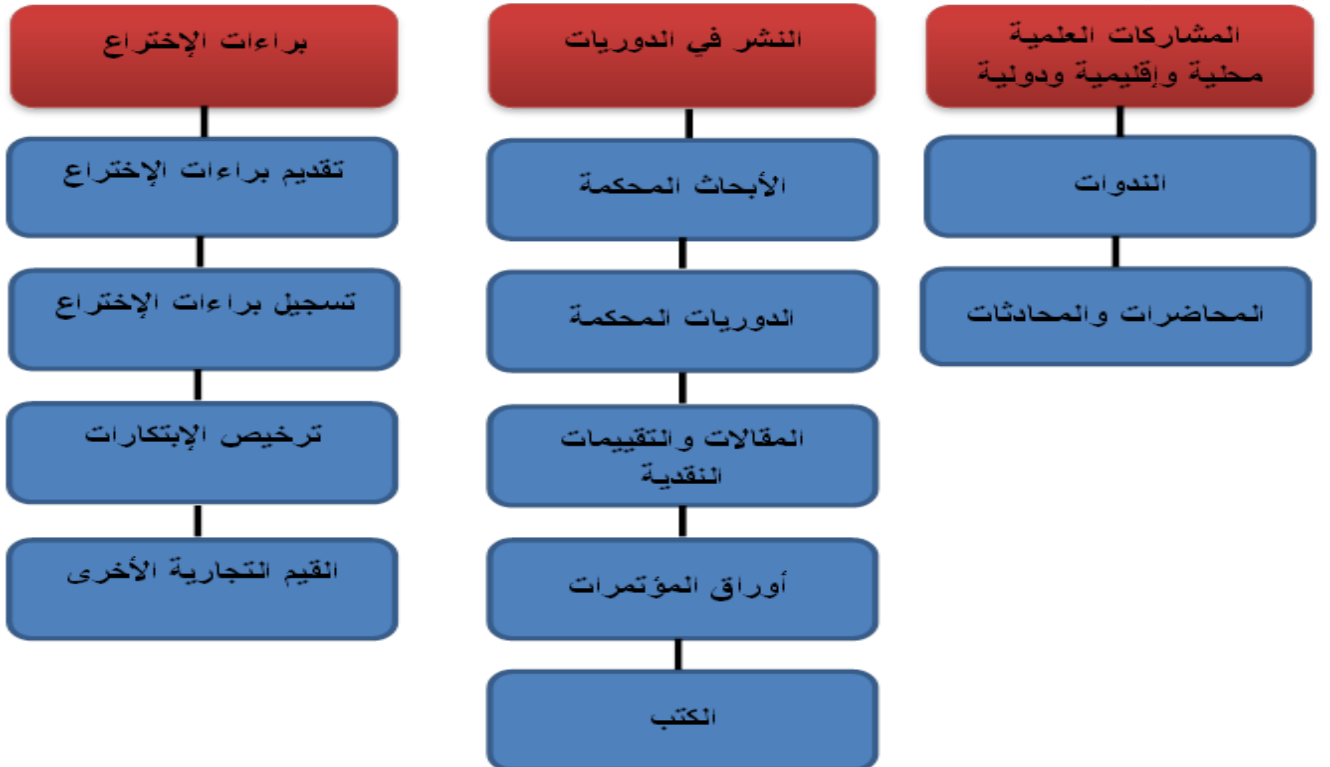 المشاركات العلمية
محلية وإقليمية ودولية
الندوات
المحاضرات والمحادثات
النشر في الدوريات
الأبحاث المحكمة
الدوريات المحكمة
المقالات والتقييمات
النقدية
أوراق المؤتمرات
الكتب
براءات الإختراع
تقديم براءات الإختراع
تسجيل براءات الإختراع
ترخيص الإبتكارات
القيم التجارية الأخرى